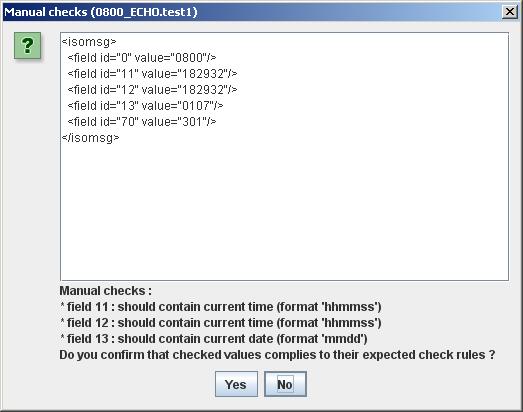 Manual checks (0800_ECHO.test1)
?
<isomsg>
<field id="0" value="0800"/>
<field id="11" value="182932"/>
<field id="12" value="182932"/>
<field id="13" value="0107"/>
<field id="70" value="301"/>
</isomsg>
Manual checks :
* field 11 : should contain current time (format 'hhmmss')
* field 12 : should contain current time (format 'hhmmss')
* field 13 : should contain current date (format 'mmdd')
Do you confirm that checked values complies to their expected check rules ?
Yes No